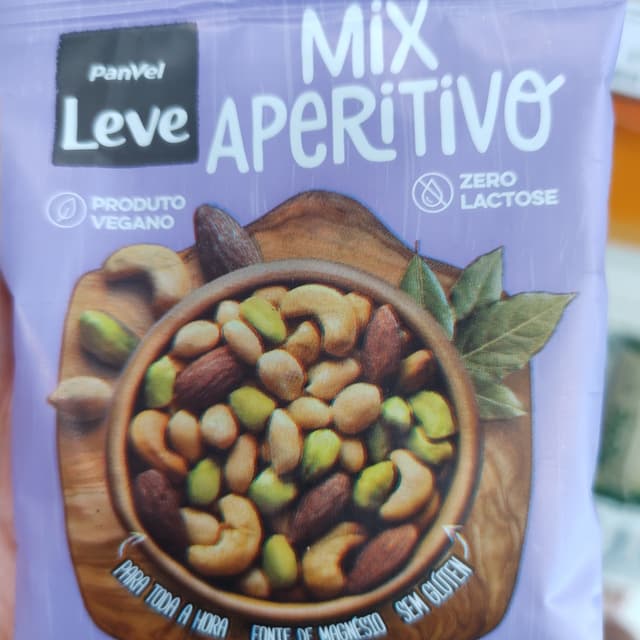 PanVel
Leve
MiX
APERiTiVO
PRODUTO
VEGANO
ZERO
LACTOSE
PARA TODA A HORA
FONTE DE MAGNÉSIO
SEM GLÚTEN